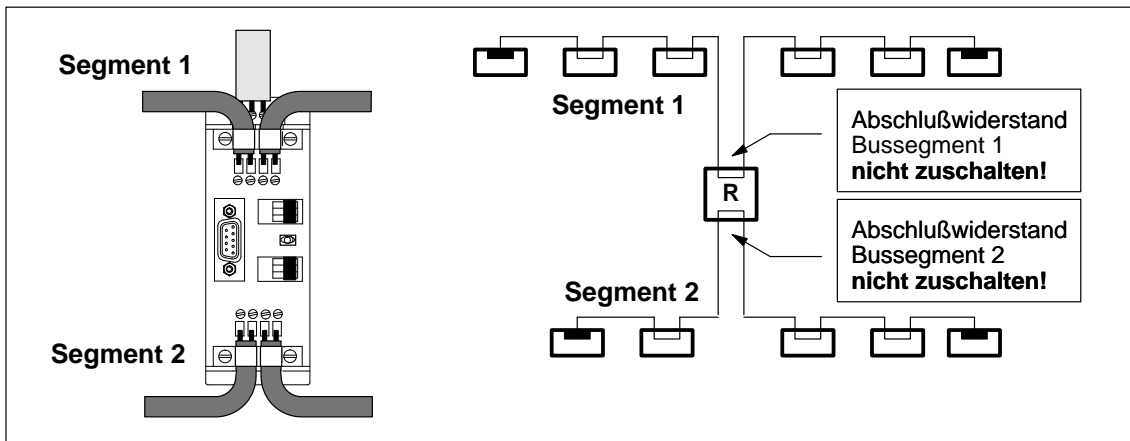 Segment 1
Segment 2
Segment 1
Abschlußwiderstand
Bussegment 1
nicht zuschalten!
R
Abschlußwiderstand
Bussegment 2
nicht zuschalten!
Segment 2